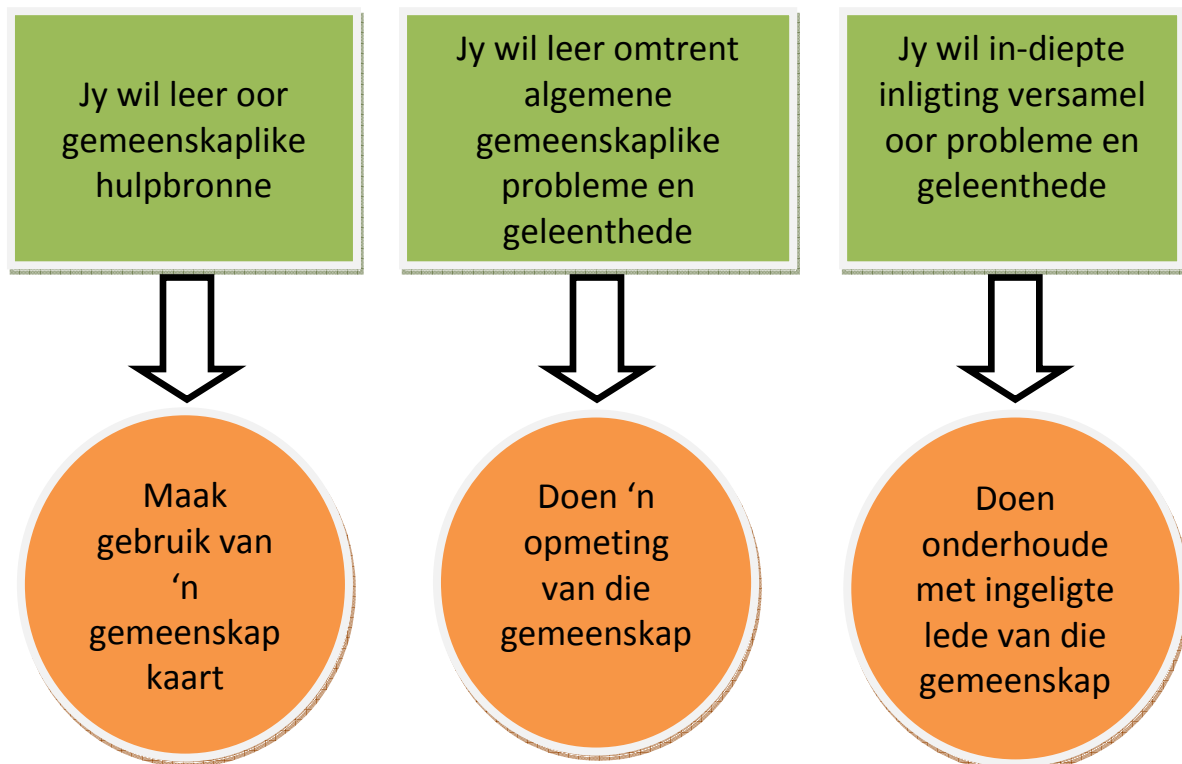 Jy wil leer oor
gemeenskaplike
hulpbronne
Jy wil leer omtrent
algemene
gemeenskaplike
probleme en
geleenthede
Jy wil in-diepte
inligting versamel
oor probleme en
geleenthede
Maak
gebruik van
‘n
gemeenskap
kaart
Doen ‘n
opmeting
van die
gemeenskap
Doen
onderhoude
met ingeligte
lede van die
gemeenskap